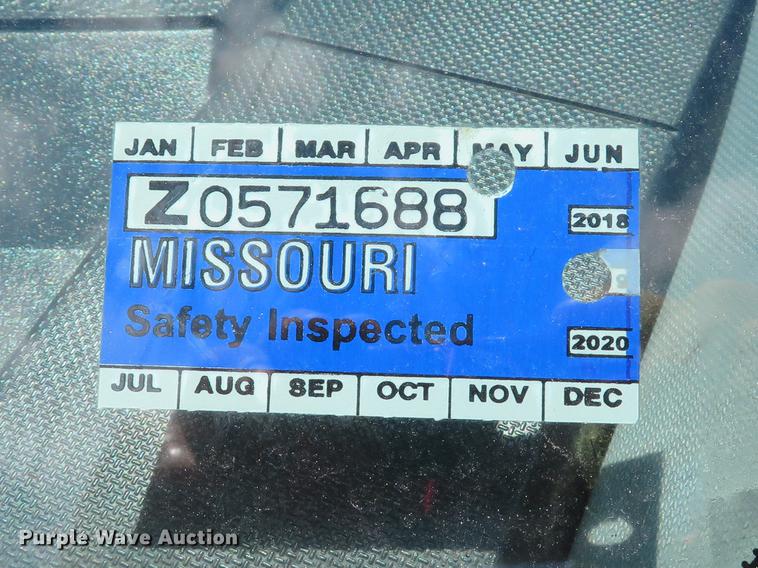 JAN FEB MAR APR MAY JUN
Z0571688
2018
MISSOURI
Safety Inspected
2020
JUL AUG SEP OCT NOV DEC
Purple Wave Auction